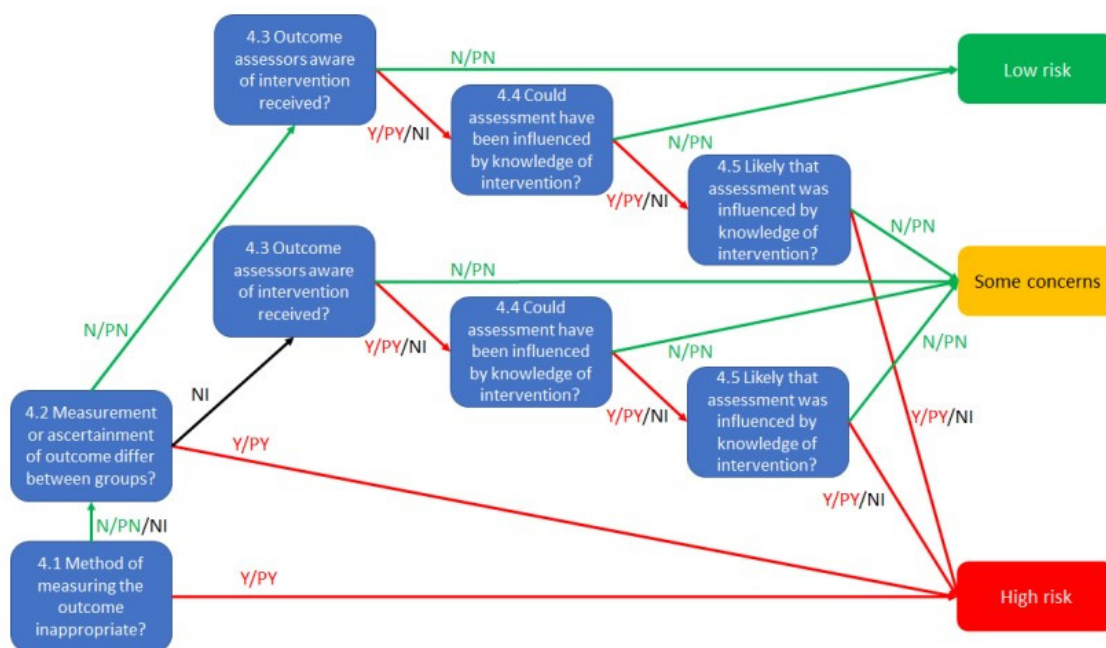 4.3 Outcome
assessors aware
of intervention
received?
N/PN
Low risk
Y/PY/NI
4.4 Could
assessment have
been influenced
by knowledge of
intervention?
N/PN
Y/PY/NI
4.5 Likely that
assessment was
influenced by
knowledge of
intervention?
N/PN
4.3 Outcome
assessors aware
of intervention
received?
N/PN
Some concerns
Y/PY/NI
4.4 Could
assessment have
been influenced
by knowledge of
intervention?
N/PN
Y/PY/NI
4.5 Likely that
assessment was
influenced by
knowledge of
intervention?
N/PN
Y/PY/NI
Y/PY/NI
N/PN
NI
4.2 Measurement
or ascertainment
of outcome differ
between groups?
Y/PY
N/PN/NI
4.1 Method of
measuring the
outcome
inappropriate?
Y/PY
High risk